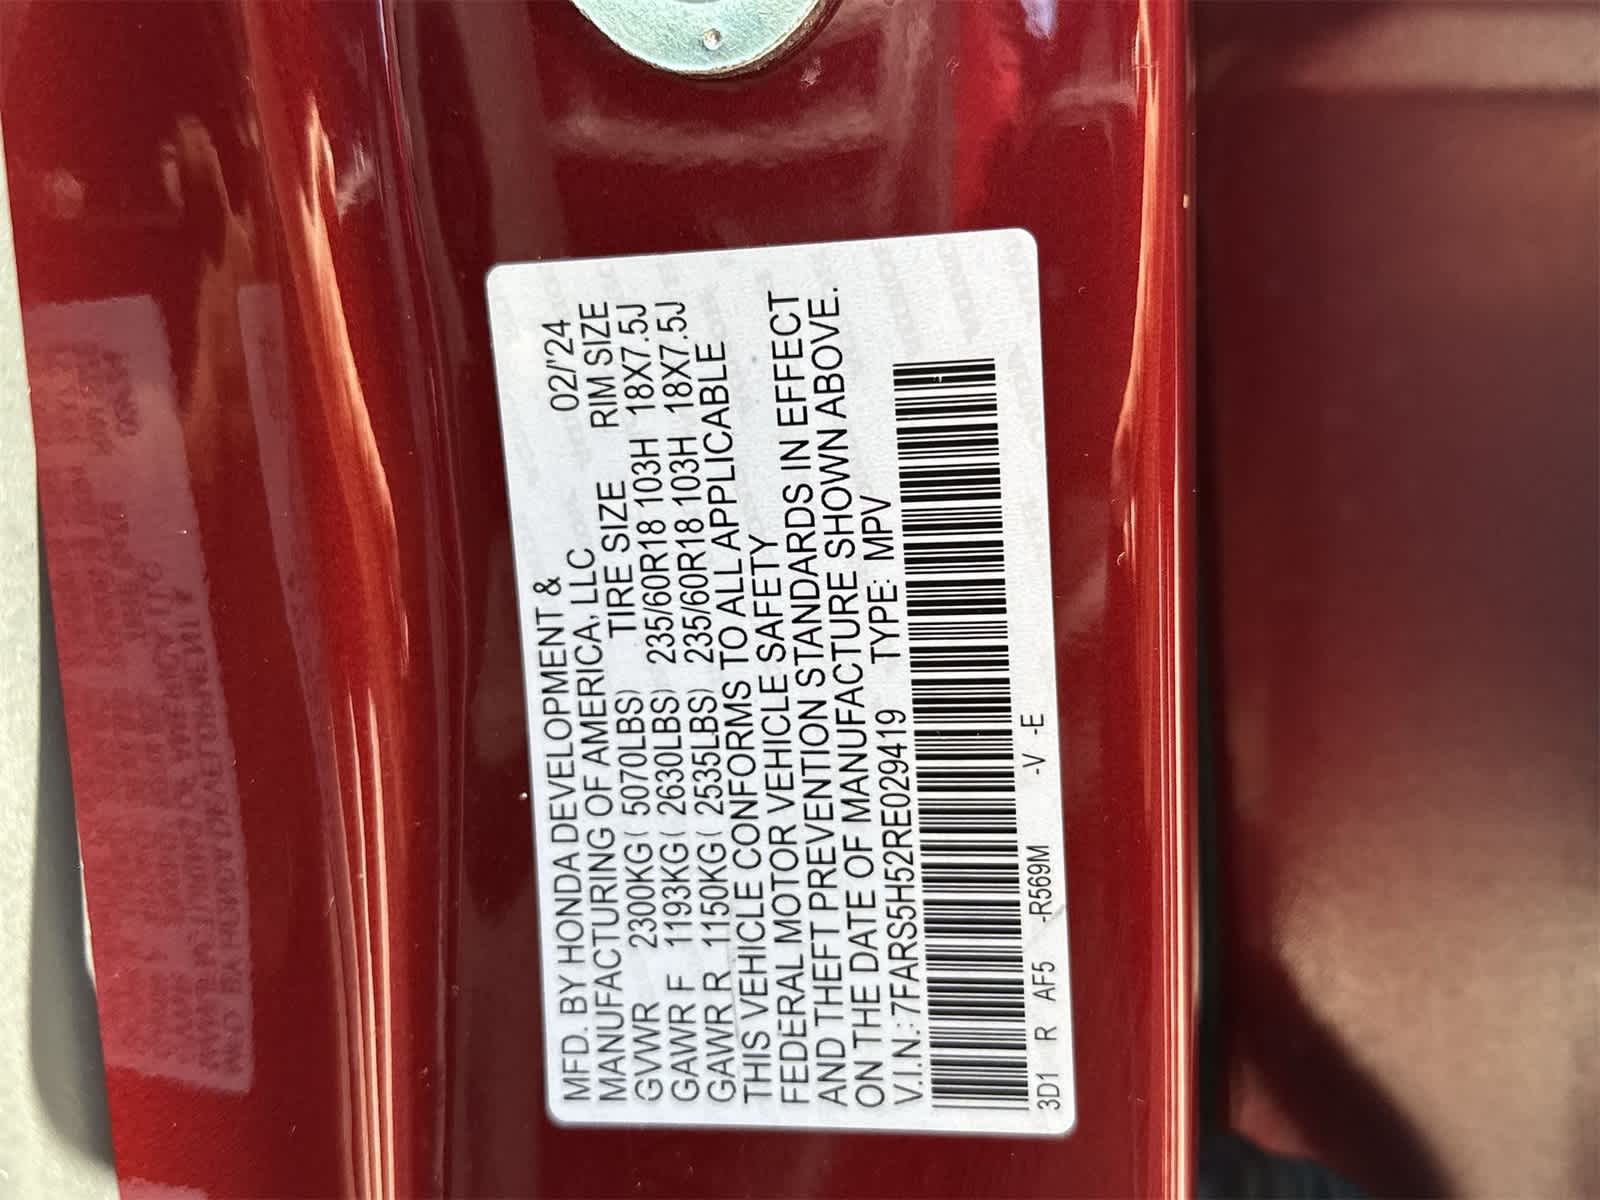 MFD. BY HONDA DEVELOPMENT & 02/'24
MANUFACTURING OF AMERICA, LLC
TIRE SIZE RIM SIZE
GVWR 2300KG( 5070LBS) 235/60R18 103H 18X7.5J
GAWR F 1193KG( 2630LBS) 235/60R18 103H 18X7.5J
GAWR R 1150KG( 2535LBS)
THIS VEHICLE CONFORMS TO ALL APPLICABLE
FEDERAL MOTOR VEHICLE SAFETY
AND THEFT PREVENTION STANDARDS IN EFFECT
ON THE DATE OF MANUFACTURE SHOWN ABOVE.
V.I.N.: 7FARS5H52RE029419 TYPE: MPV
3D1 R AF5 -R569M -V -E